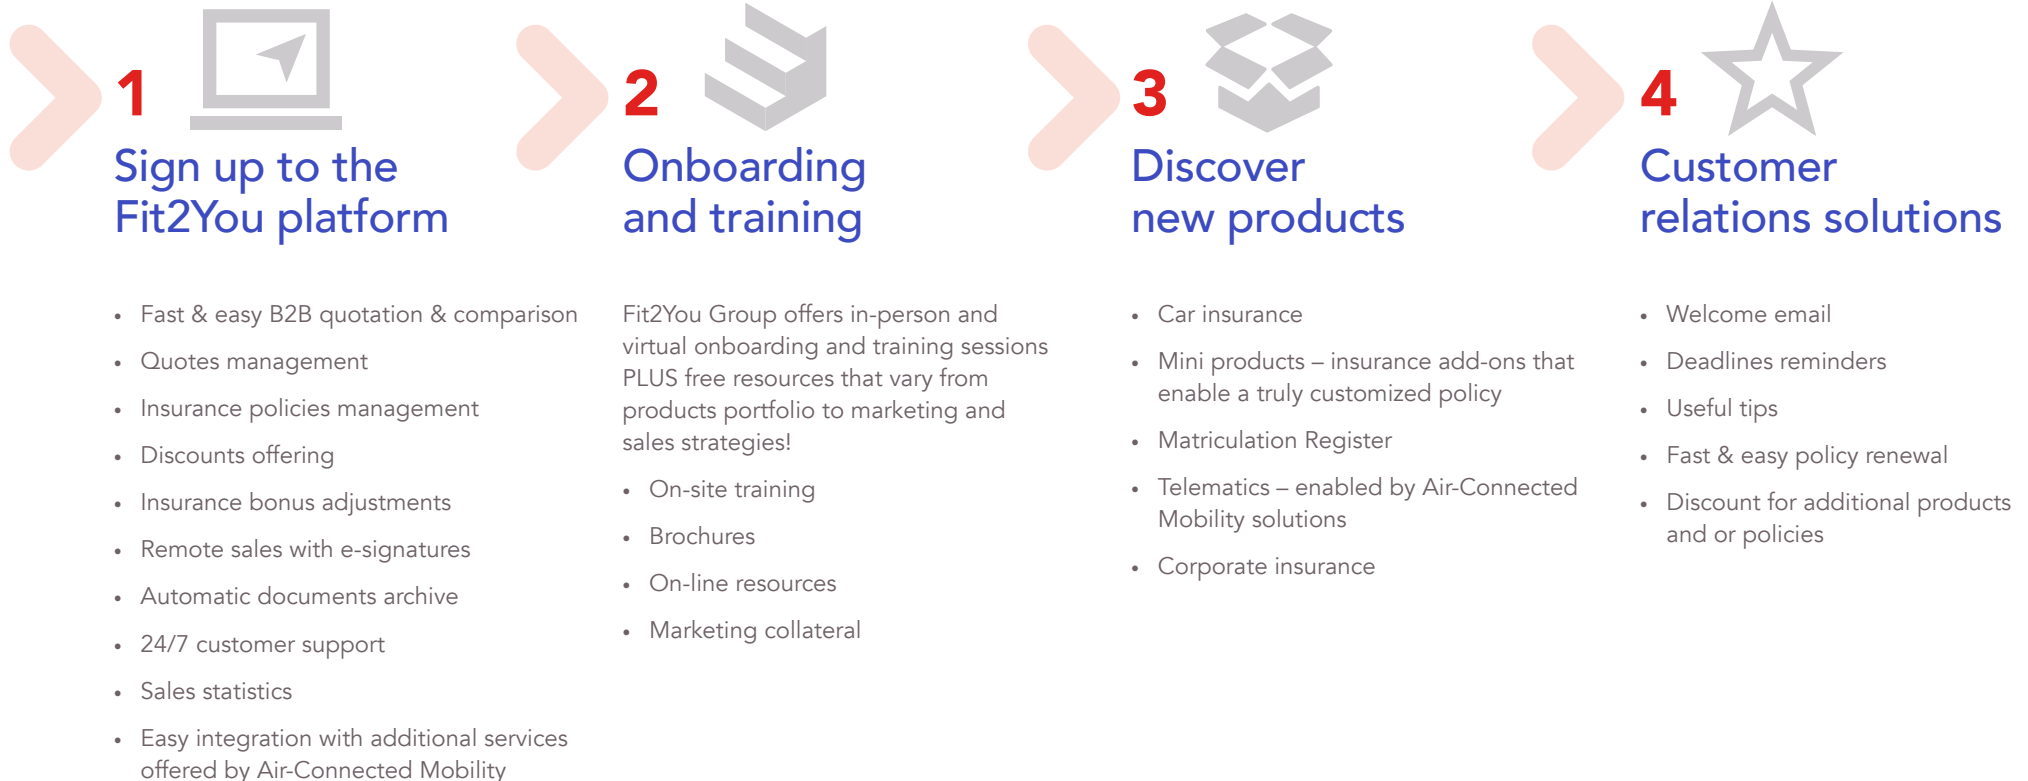 1
Sign up to the
Fit2You platform
• Fast & easy B2B quotation & comparison
• Quotes management
• Insurance policies management
• Discounts offering
• Insurance bonus adjustments
• Remote sales with e-signatures
• Automatic documents archive
• 24/7 customer support
• Sales statistics
• Easy integration with additional services
offered by Air-Connected Mobility
2
Onboarding
and training
Fit2You Group offers in-person and
virtual onboarding and training sessions
PLUS free resources that vary from
products portfolio to marketing and
sales strategies!
• On-site training
• Brochures
• On-line resources
• Marketing collateral
3
Discover
new products
• Car insurance
• Mini products – insurance add-ons that
enable a truly customized policy
• Matriculation Register
• Telematics – enabled by Air-Connected
Mobility solutions
• Corporate insurance
4
Customer
relations solutions
• Welcome email
• Deadlines reminders
• Useful tips
• Fast & easy policy renewal
• Discount for additional products
and or policies